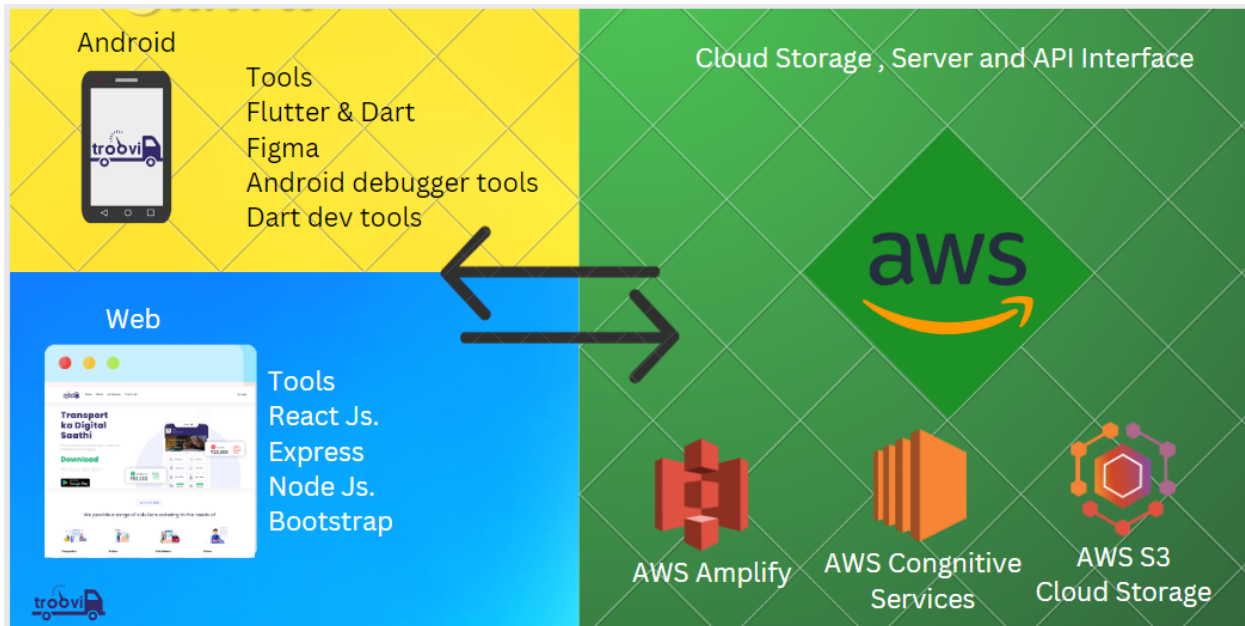 Android
troovi
Tools
Flutter & Dart
Figma
Android debugger tools
Dart dev tools
Web
Transport
ka Digital
Saathi
Download
Tools
React Js.
Express
Node Js.
Bootstrap
troovi
Cloud Storage , Server and API Interface
aws
AWS Amplify
AWS Congnitive
Services
AWS S3
Cloud Storage